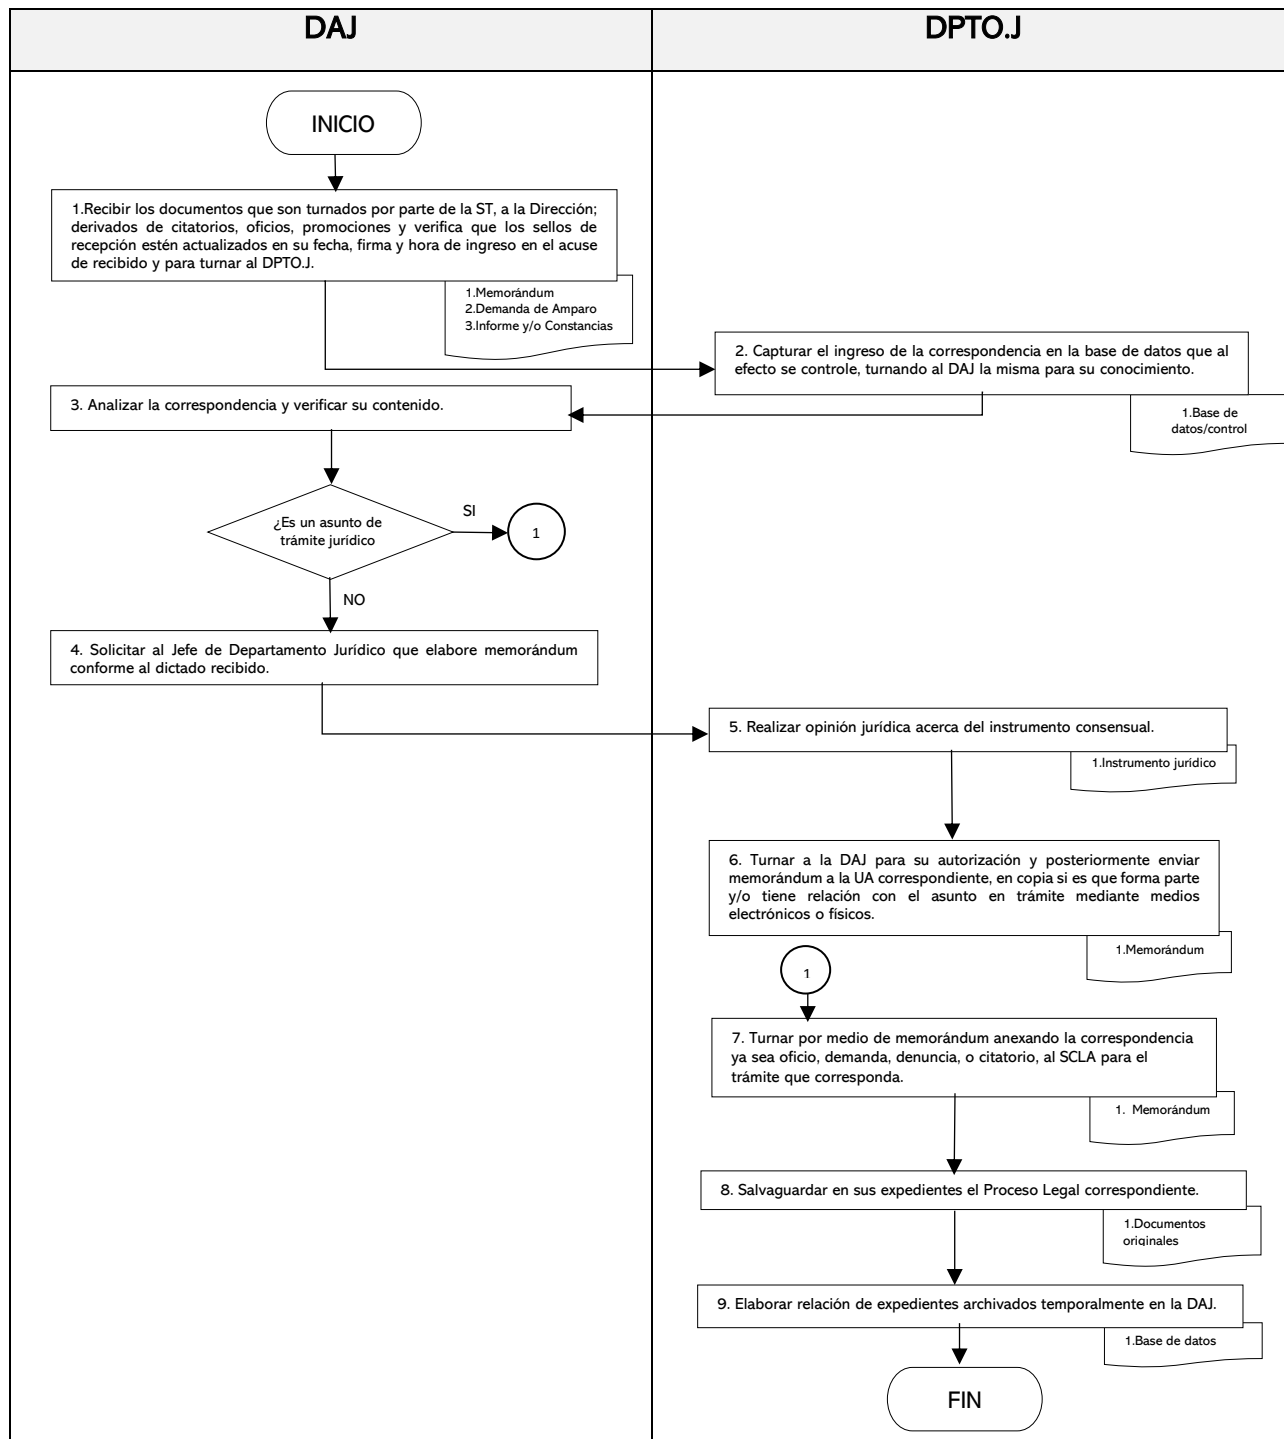 DAJ
DPTO.J
INICIO
1.Recibir los documentos que son turnados por parte de la ST, a la Dirección;
derivados de citatorios, oficios, promociones y verifica que los sellos de
recepción estén actualizados en su fecha, firma y hora de ingreso en el acuse
de recibido y para turnar al DPTO.J.
1.Memorándum
2.Demanda de Amparo
3.Informe y/o Constancias
2. Capturar el ingreso de la correspondencia en la base de datos que al
efecto se controle, turnando al DAJ la misma para su conocimiento.
1.Base de
datos/control
3. Analizar la correspondencia y verificar su contenido.
¿Es un asunto de
trámite jurídico
SI
1
NO
4. Solicitar al Jefe de Departamento Jurídico que elabore memorándum
conforme al dictado recibido.
5. Realizar opinión jurídica acerca del instrumento consensual.
1.Instrumento jurídico
6. Turnar a la DAJ para su autorización y posteriormente enviar
memorándum a la UA correspondiente, en copia si es que forma parte
y/o tiene relación con el asunto en trámite mediante medios
electrónicos o físicos.
1.Memorándum
1
7. Turnar por medio de memorándum anexando la correspondencia
ya sea oficio, demanda, denuncia, o citatorio, al SCLA para el
trámite que corresponda.
1. Memorándum
8. Salvaguardar en sus expedientes el Proceso Legal correspondiente.
1.Documentos
originales
9. Elaborar relación de expedientes archivados temporalmente en la DAJ.
1.Base de datos
FIN